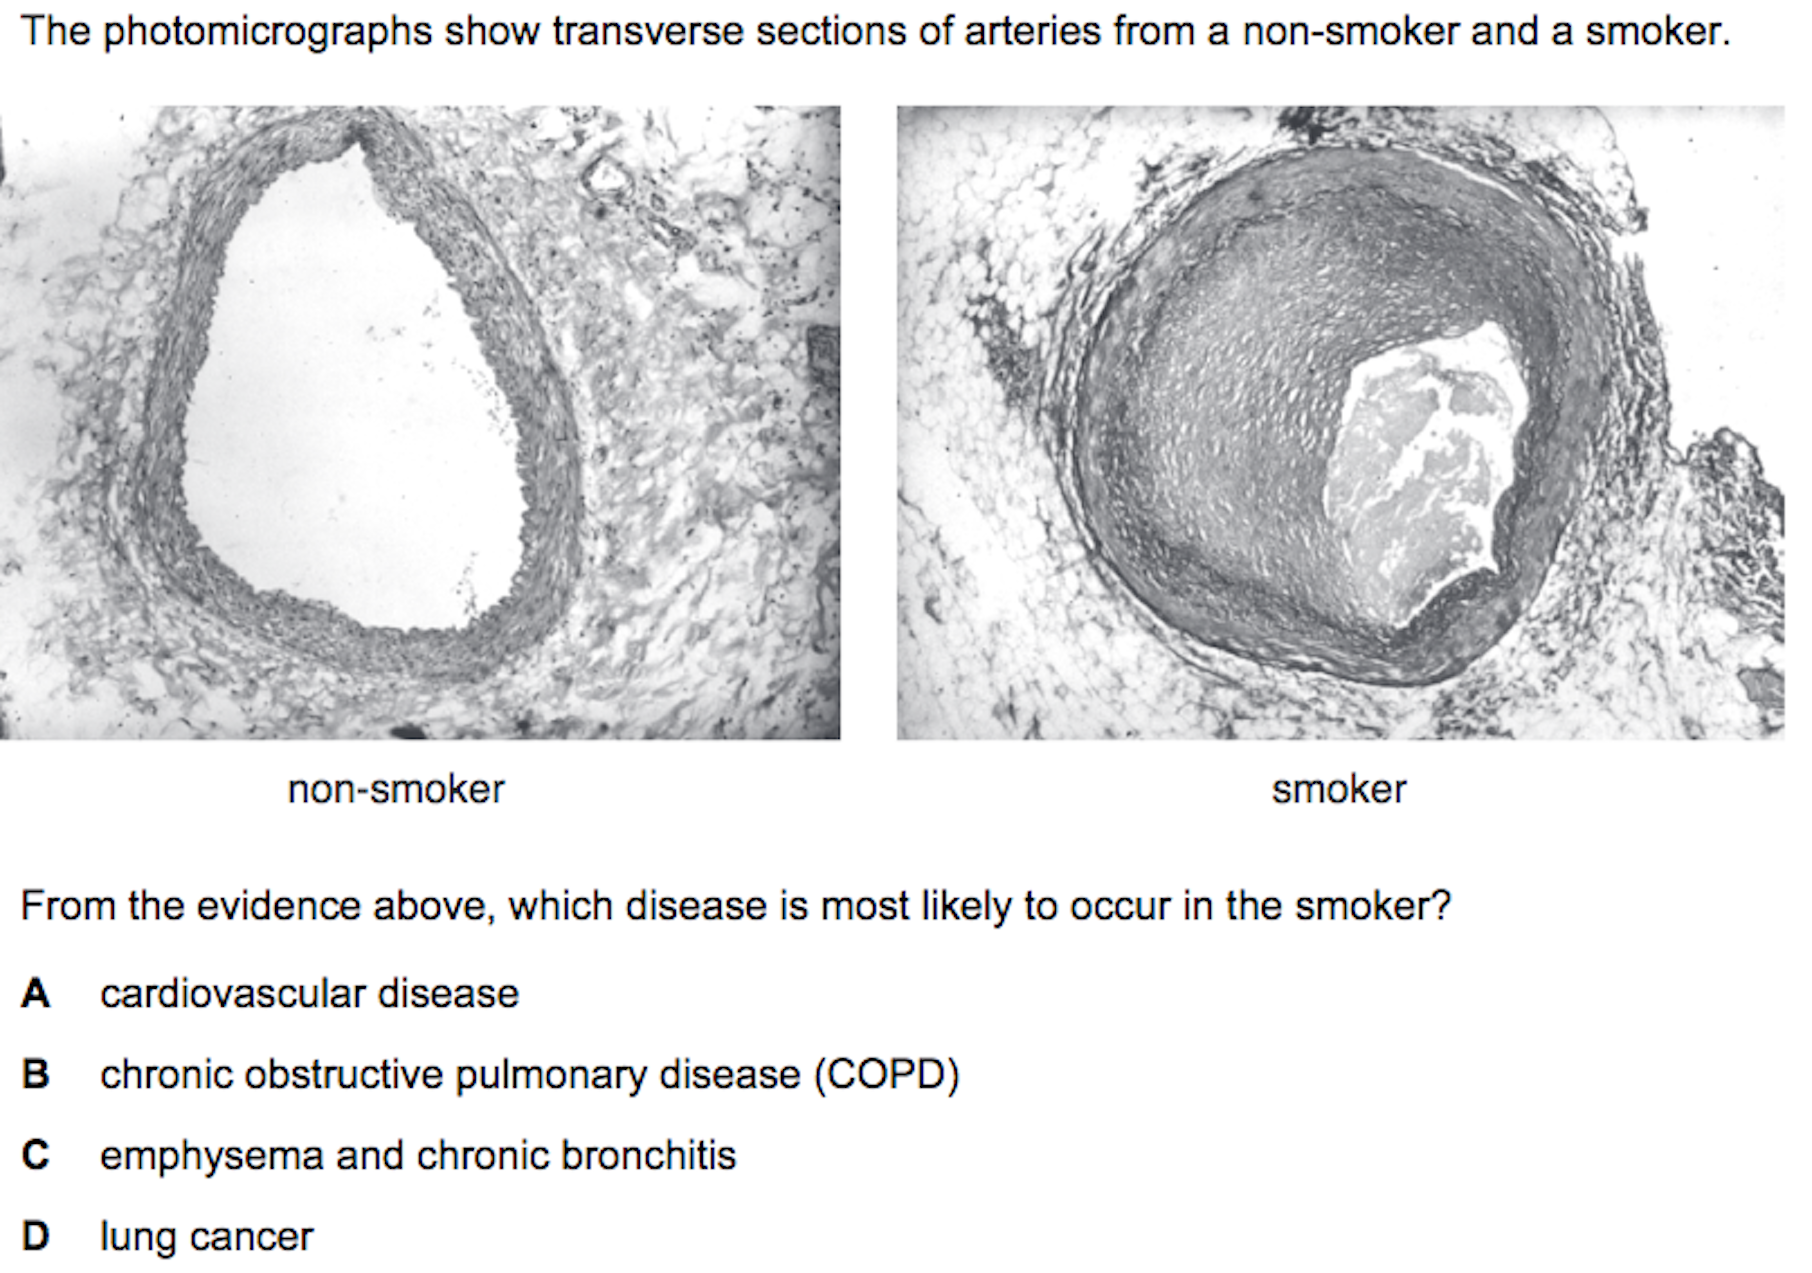 The photomicrographs show transverse sections of arteries from a non-smoker and a smoker.
non-smoker
smoker
From the evidence above, which disease is most likely to occur in the smoker?
A cardiovascular disease
B chronic obstructive pulmonary disease (COPD)
C emphysema and chronic bronchitis
D lung cancer